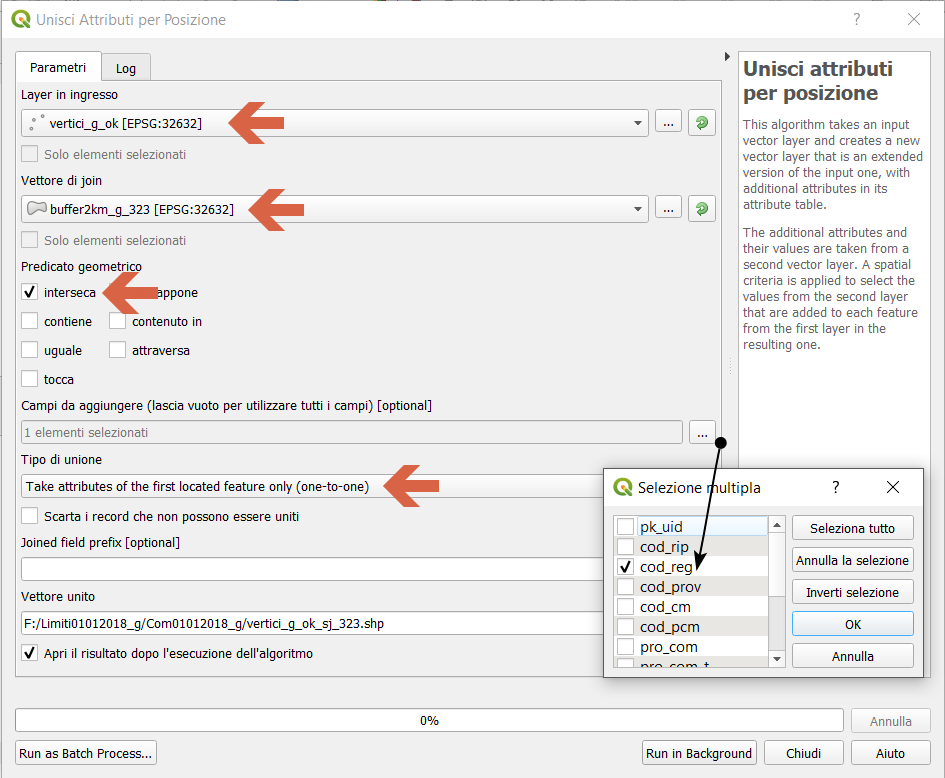 Unisci Attributi per Posizione
?
Parametri
Log
Layer in ingresso
vertici_g_ok [EPSG:32632]
...
Solo elementi selezionati
Vettore di join
buffer2km_g_323 [EPSG:32632]
...
Solo elementi selezionati
Predicato geometrico
interseca
appone
contiene
contenuto in
uguale
attraversa
tocca
Campi da aggiungere (lascia vuoto per utilizzare tutti i campi) [optional]
1 elementi selezionati
...
Tipo di unione
Take attributes of the first located feature only (one-to-one)
Scarta i record che non possono essere uniti
Joined field prefix [optional]
Vettore unito
F:/Limiti01012018_g/Com01012018_g/vertici_g_ok_sj_323.shp
Apri il risultato dopo l'esecuzione dell'algoritmo
Unisci attributi
per posizione
This algorithm takes an input
vector layer and creates a new
vector layer that is an extended
version of the input one, with
additional attributes in its
attribute table.
The additional attributes and
their values are taken from a
second vector layer. A spatial
criteria is applied to select the
values from the second layer
that are added to each feature
from the first layer in the
resulting one.
Selezione multipla
?
pk_uid
cod_rip
cod_reg
cod_prov
cod_cm
cod_pcm
pro_com
pro_com_t
Seleziona tutto
Annulla la selezione
Inverti selezione
OK
Annulla
0%
Annulla
Run as Batch Process...
Run in Background
Chiudi
Aiuto